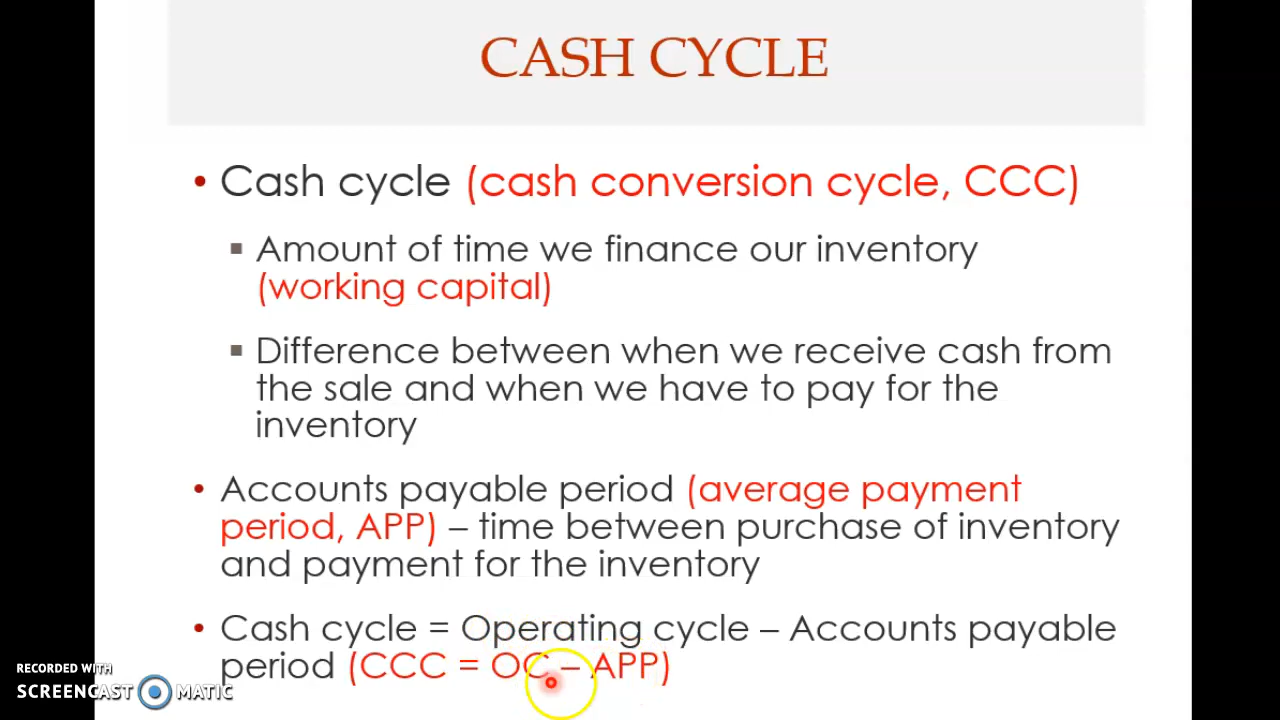 CASH CYCLE
• Cash cycle (cash conversion cycle, CCC)
▪ Amount of time we finance our inventory
(working capital)
▪ Difference between when we receive cash from
the sale and when we have to pay for the
inventory
• Accounts payable period (average payment
period, APP) – time between purchase of inventory
and payment for the inventory
• Cash cycle = Operating cycle – Accounts payable
period (CCC = OC – APP)
RECORDED WITH
SCREENCAST MATIC